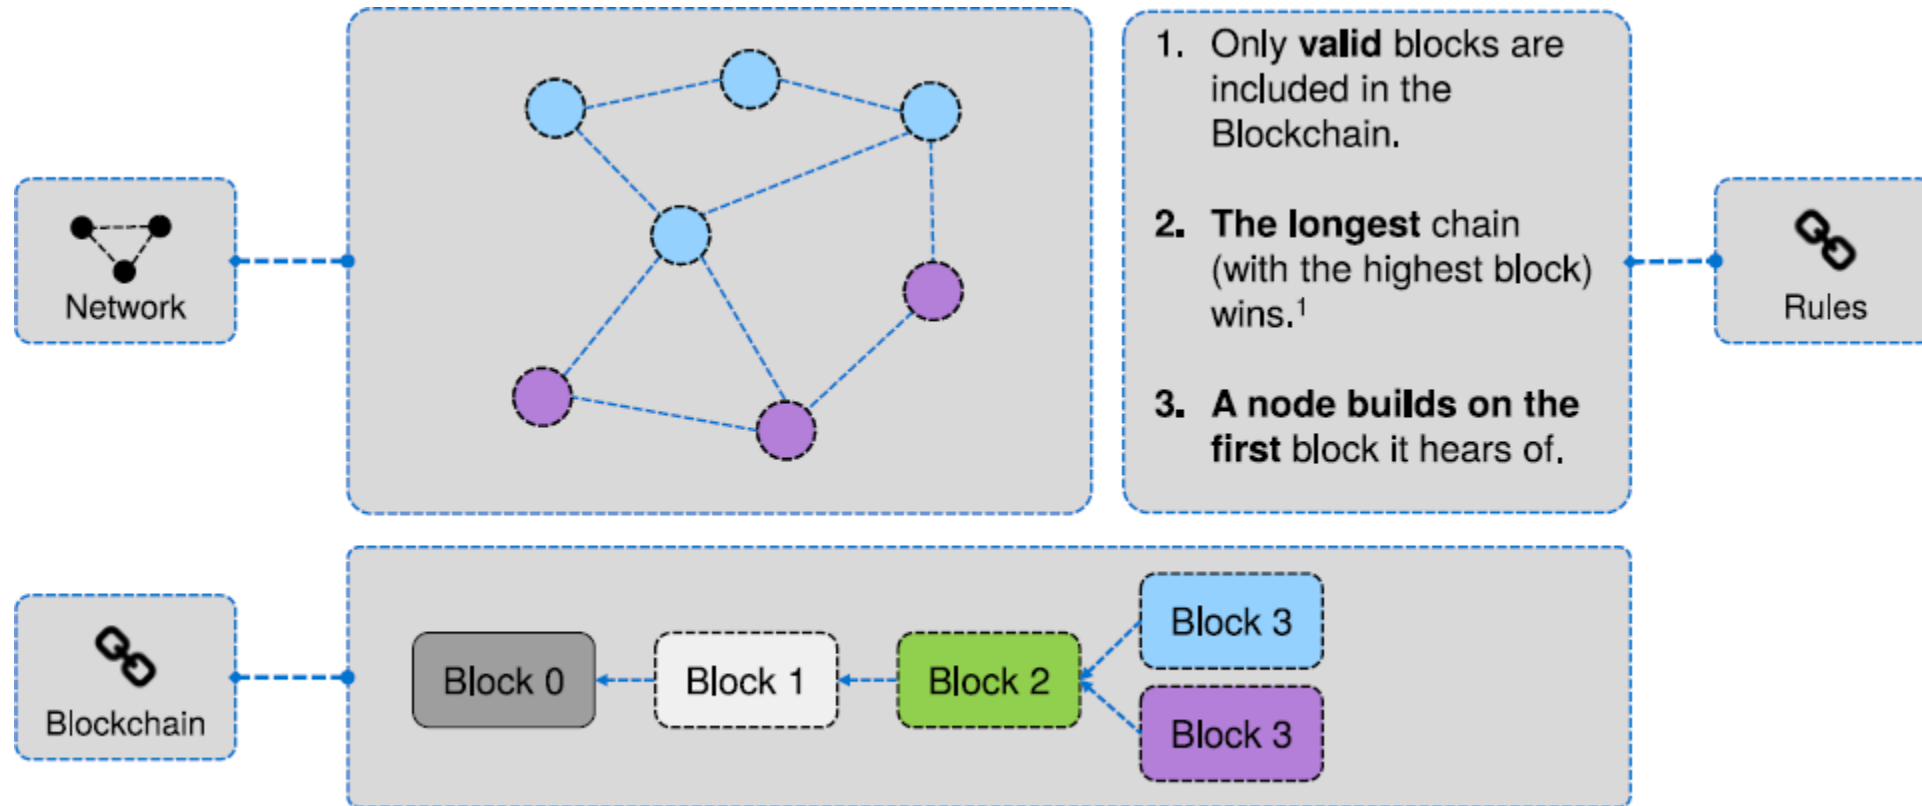 Network
1. Only valid blocks are
included in the
Blockchain.
2. The longest chain
(with the highest block)
wins.¹
3. A node builds on the
first block it hears of.
Rules
Blockchain
Block 0
Block 1
Block 2
Block 3
Block 3